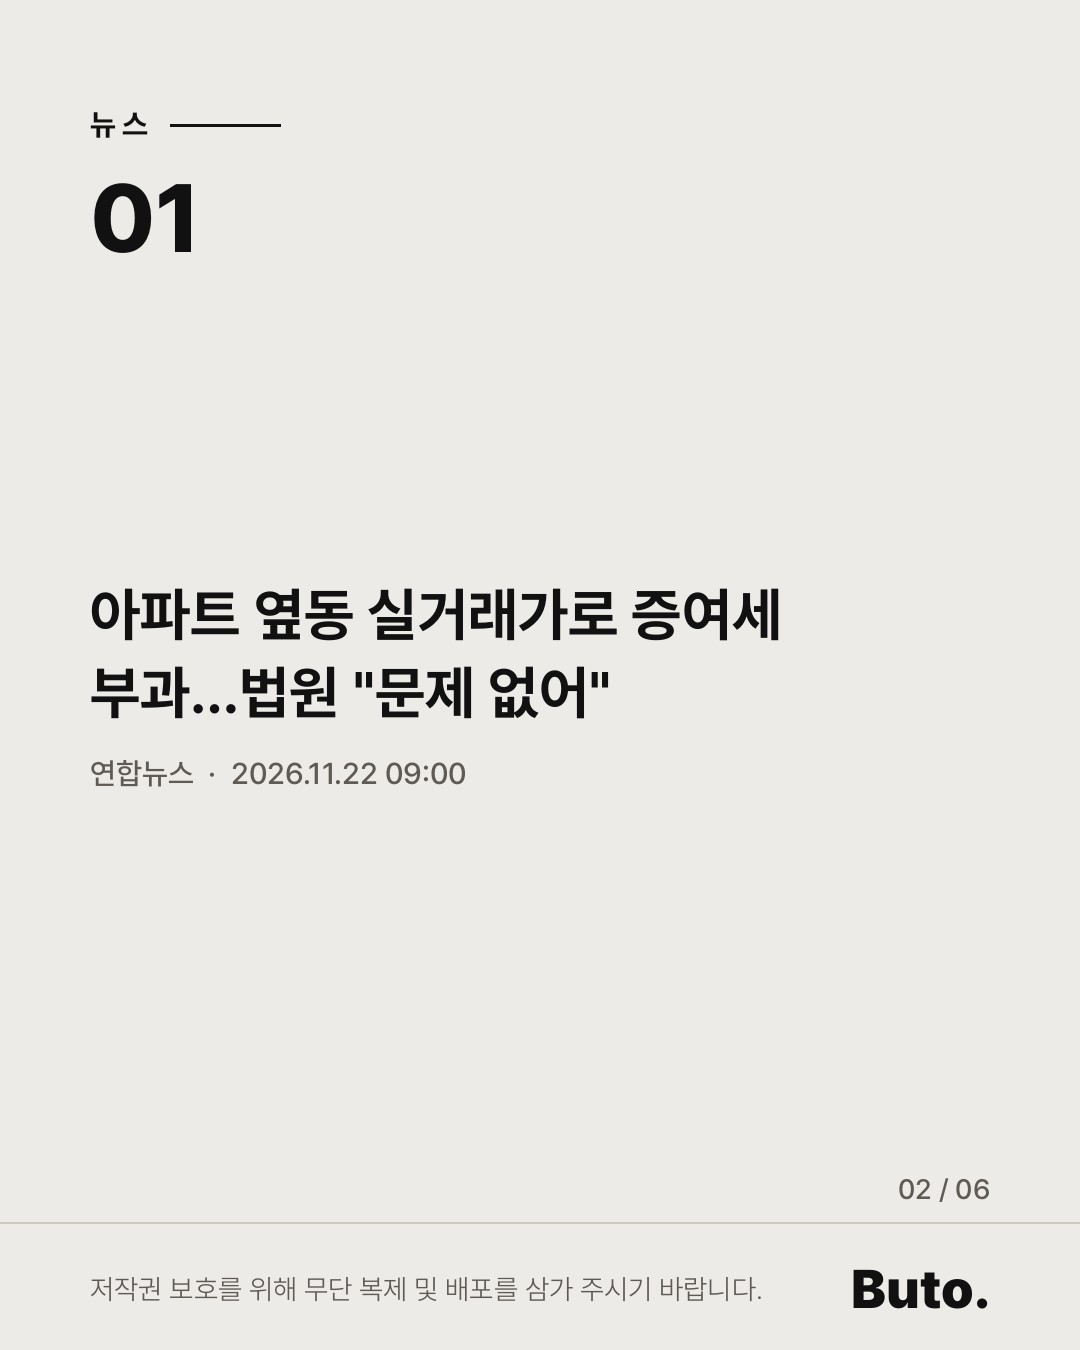 뉴스
01
아파트 옆동 실거래가로 증여세
부과...법원 "문제 없어"
연합뉴스 · 2026.11.22 09:00
02 / 06
저작권 보호를 위해 무단 복제 및 배포를 삼가 주시기 바랍니다.
Buto.